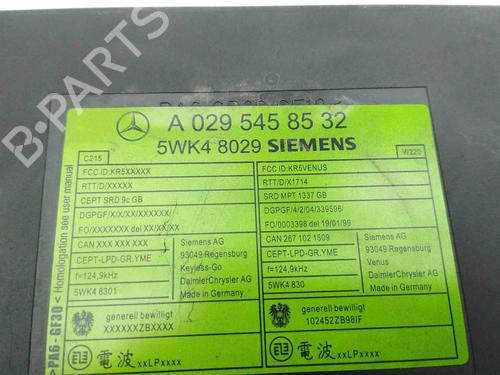 A 029 545 85 32
5WK4 8029 SIEMENS
C215
FCC ID:KR5XXXXX
RTT/D/XXXXX
CEPT SRD 9c GB
DGPGF/X/X/XX/XXXXXX/
FO/XXXXXXX del XX/XX/XX
CAN XXX XXX XXX
CEPT-LPD-GR.YME
f=124,9kHz
5WK4 8301
Siemens AG
93049 Regensburg
Keyless-Go
DaimlerChrysler AG
Made in Germany
generell bewilligt
XXXXXXZBXXXX
電波 xxLPxxxx
W220
FCC ID:KR5VENUS
RTT/D/X1714
SRD MPT 1337 GB
DGPGF/4/2/04/339596/
FO/0003398 del 19/01/99
CAN 267 102 1509
CEPT-LPD-GR.YME
f=124,9kHz
5WK4 830
Siemens AG
93049 Regensburg
Venus
DaimlerChrysler AG
Made in Germany
generell bewilligt
102452ZB98IF
電波 xxLPxxxx
>PA6-GF30< Homologation see user manual
B-PARTS